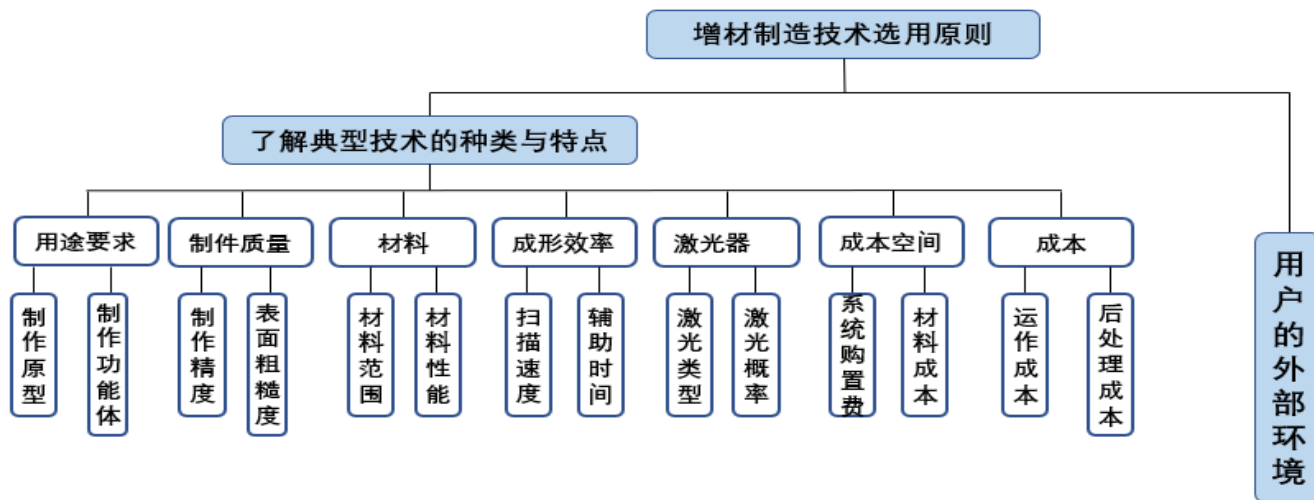 增材制造技术选用原则
了解典型技术的种类与特点
用途要求
制件质量
材料
成形效率
激光器
成本空间
成本
制作原型
制作功能体
制作精度
表面粗糙度
材料范围
材料性能
扫描速度
辅助时间
激光类型
激光概率
系统购置费
材料成本
运作成本
后处理成本
用户的外部环境